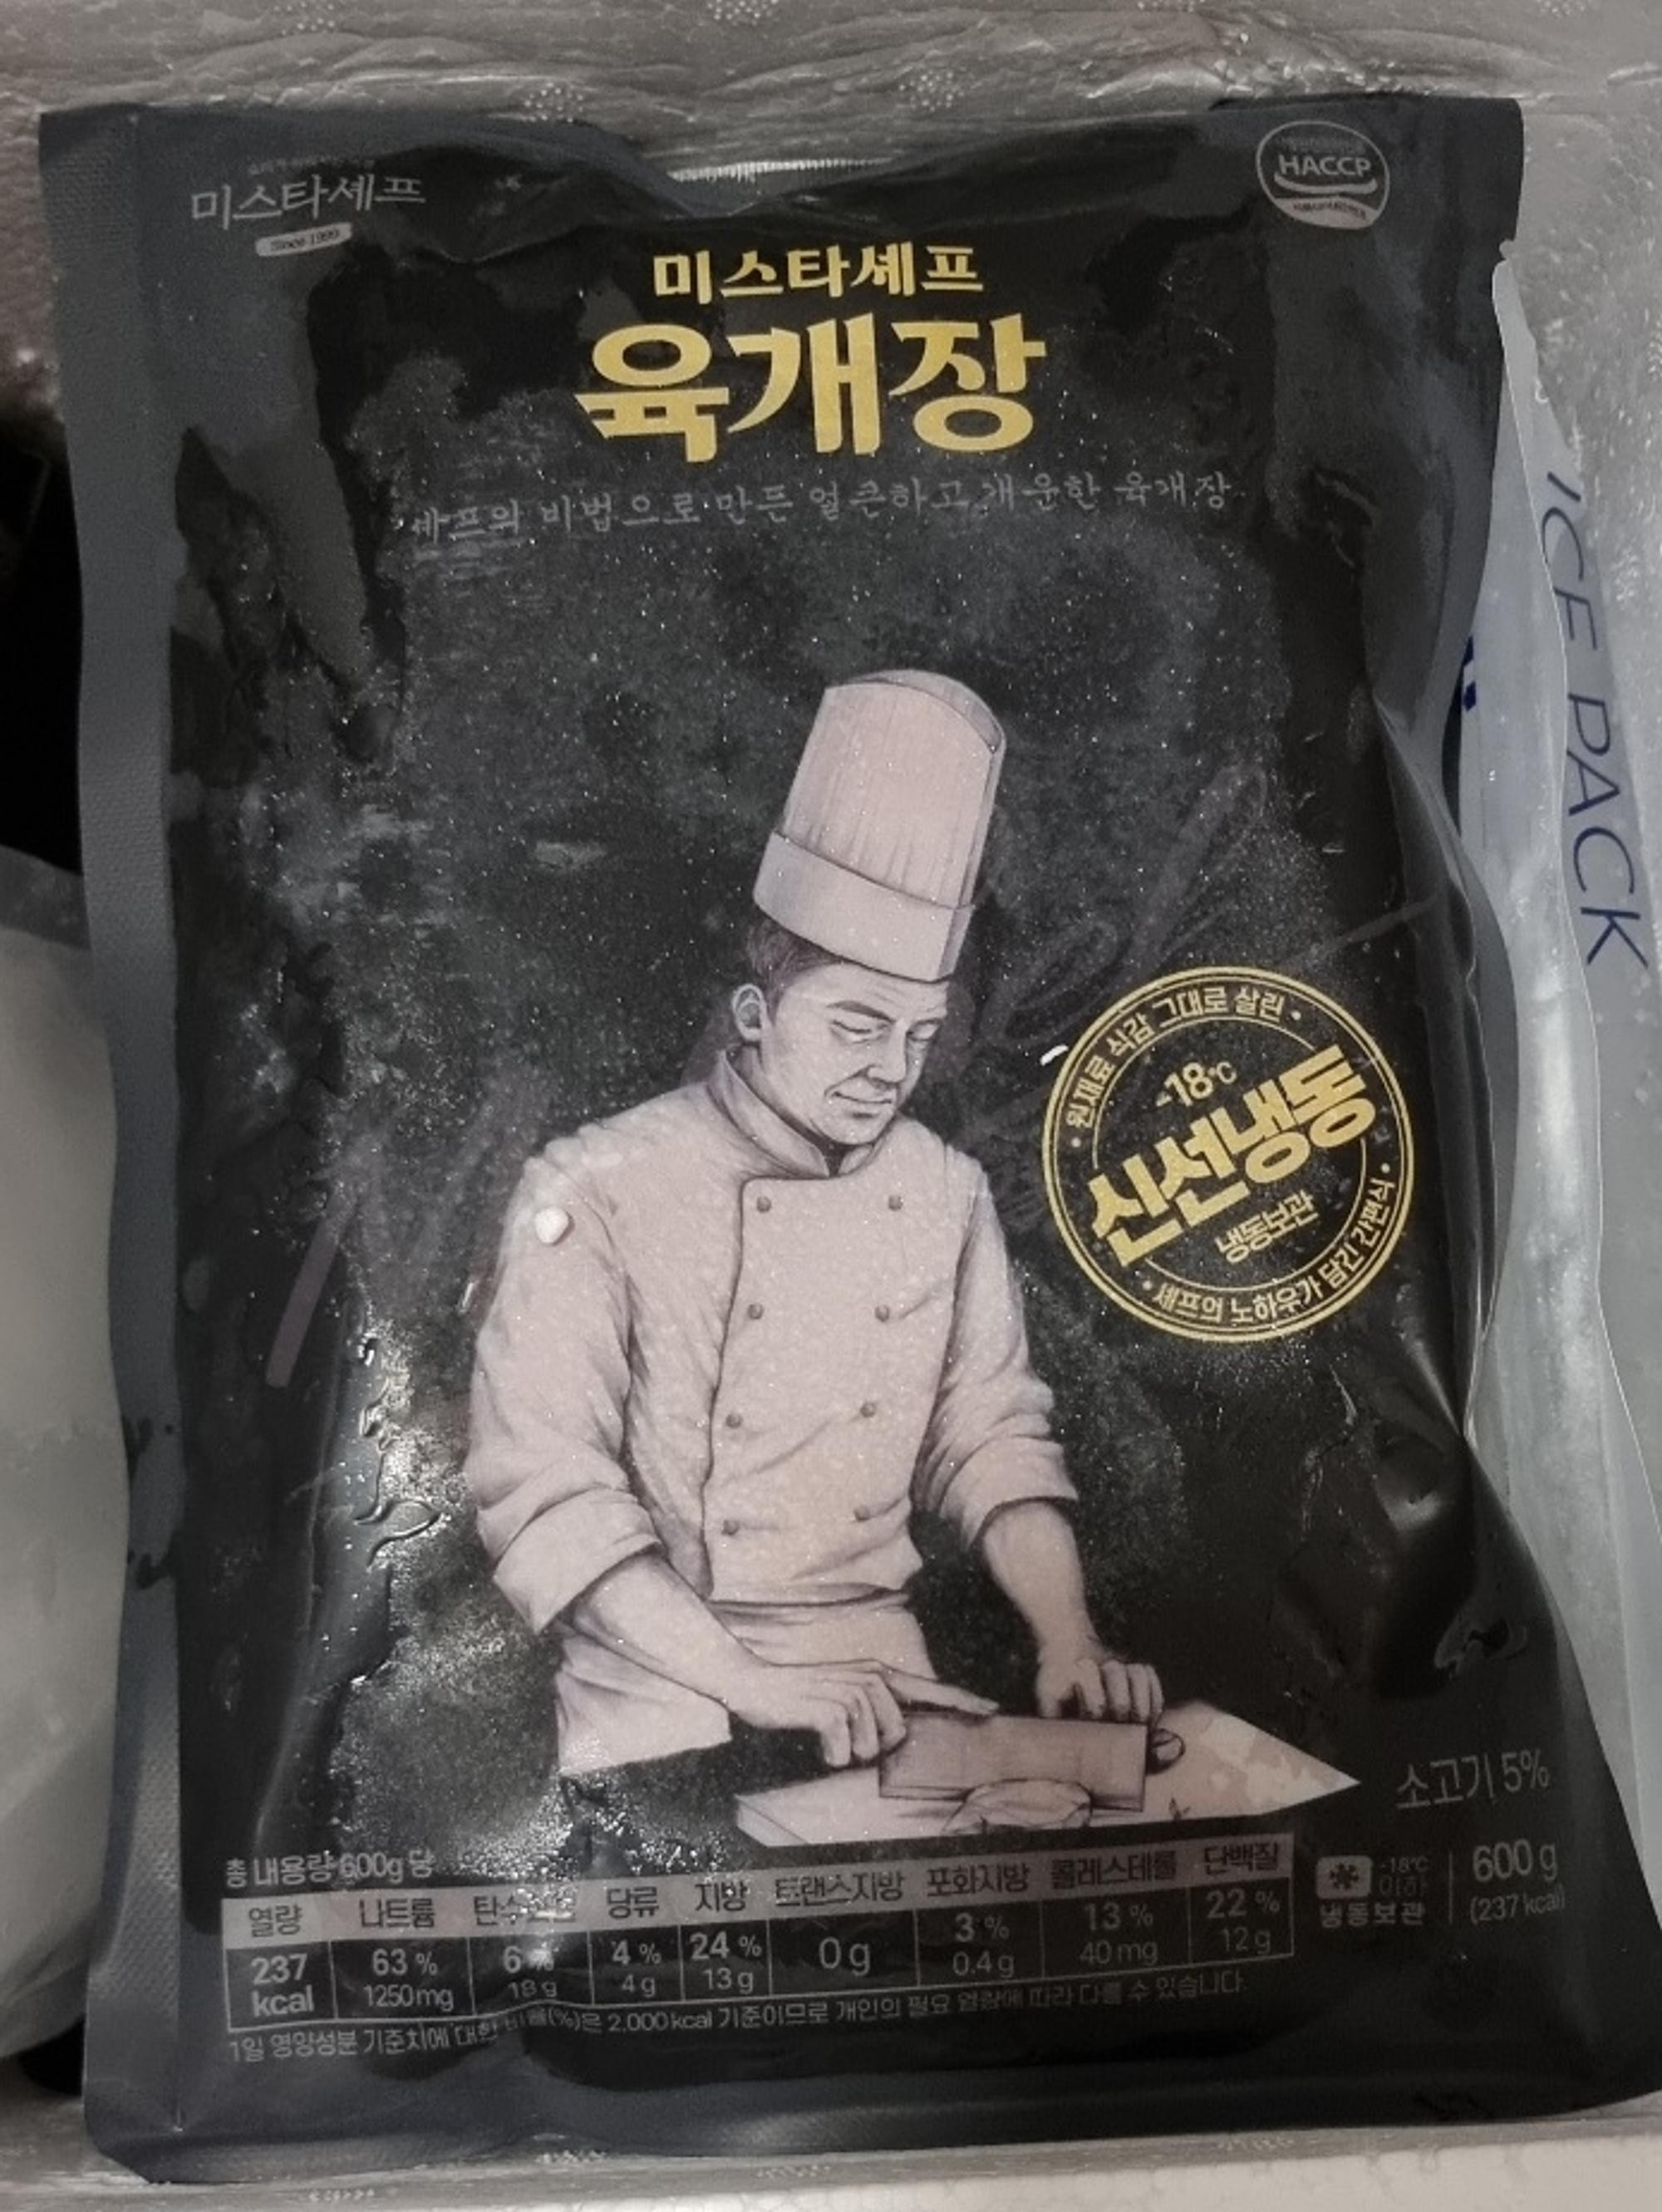 미스타셰프
Since 1999
HACCP
미스타셰프
육개장
셰프의 비법으로 만든 얼큰하고 개운한 육개장
ICE PACK
원재료 식감 그대로 살린
-18℃
신선냉동
냉동보관
셰프의 노하우가 담긴 간편식
소고기 5%
총 내용량 600g 당
열량 나트륨 탄수화물 당류 지방 트랜스지방 포화지방 콜레스테롤 단백질
237 kcal 63 % 6 % 4 % 24 % 0 g 3 % 13 % 22 %
1250mg 18 g 4 g 13 g 0.4 g 40 mg 12 g
1일 영양성분 기준치에 대한 비율(%)은 2,000kcal 기준이므로 개인의 필요 열량에 따라 다를 수 있습니다.
-18℃ 이하
냉동보관
600 g
(237 kcal)